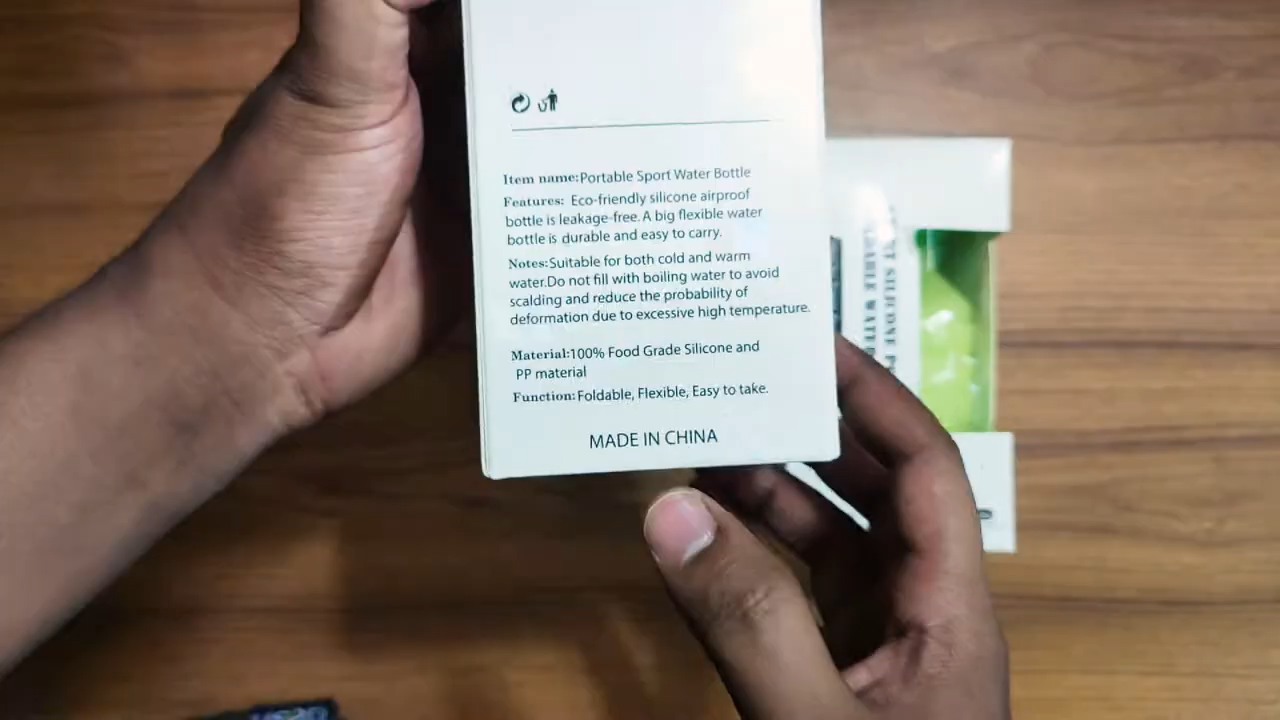 Item name:Portable Sport Water Bottle
Features: Eco-friendly silicone airproof
bottle is leakage-free. A big flexible water
bottle is durable and easy to carry.
Notes:Suitable for both cold and warm
water.Do not fill with boiling water to avoid
scalding and reduce the probability of
deformation due to excessive high temperature.
Material:100% Food Grade Silicone and
PP material
Function:Foldable, Flexible, Easy to take.
MADE IN CHINA
SILICONE
WATER